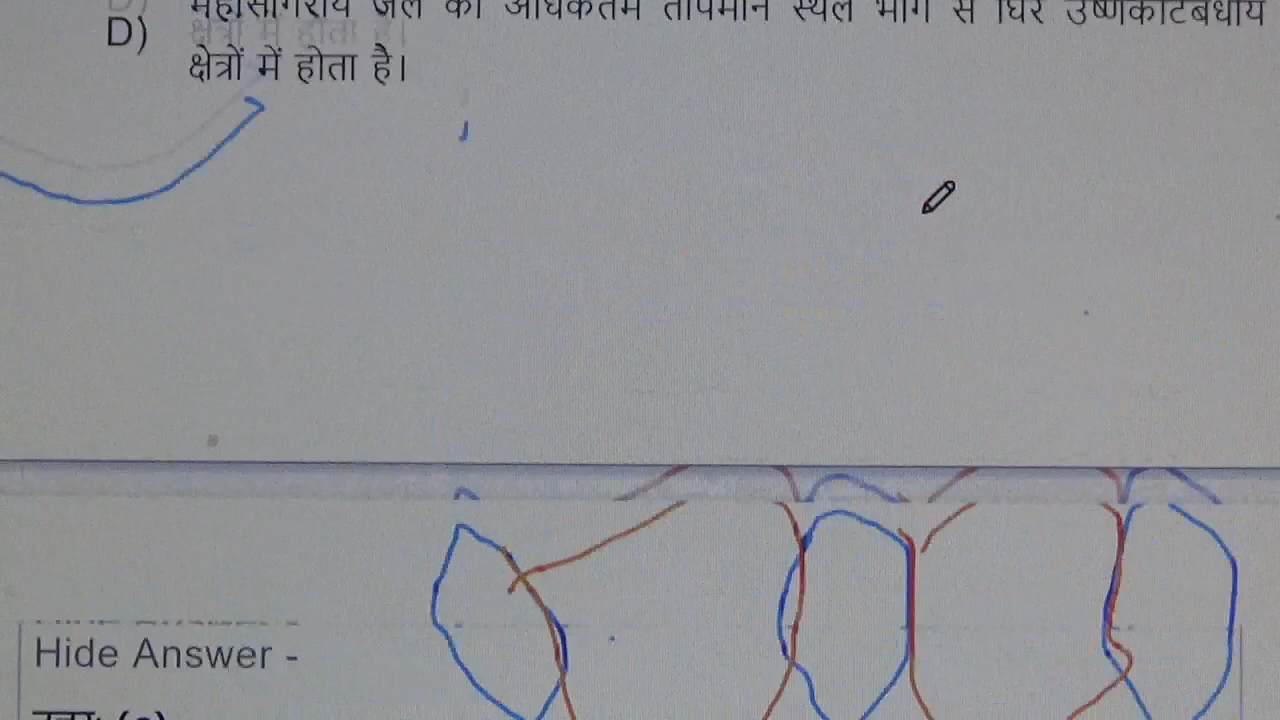 महासागरीय जल का अधिकतम तापमान स्थल भाग से घिरे उष्णकटिबंधीय
D)
क्षेत्रों में होता है।
Hide Answer -